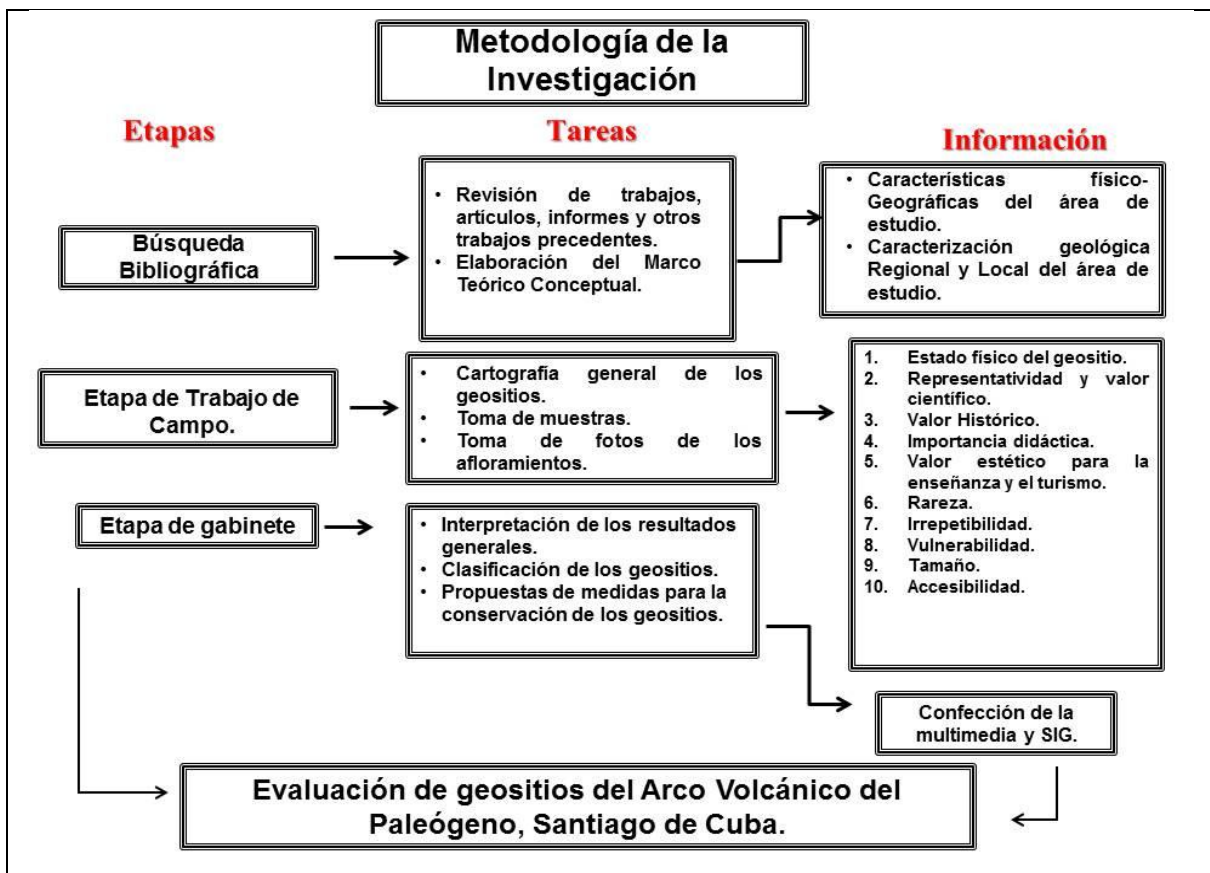 Metodología de la
Investigación
Etapas
Tareas
Información
Búsqueda
Bibliográfica
• Revisión de trabajos,
artículos, informes y otros
trabajos precedentes.
• Elaboración del Marco
Teórico Conceptual.
• Características físico-
Geográficas del área de
estudio.
• Caracterización geológica
Regional y Local del área de
estudio.
Etapa de Trabajo de
Campo.
• Cartografía general de los
geositios.
• Toma de muestras.
• Toma de fotos de los
afloramientos.
1. Estado físico del geositio.
2. Representatividad y valor
científico.
3. Valor Histórico.
4. Importancia didáctica.
5. Valor estético para la
enseñanza y el turismo.
6. Rareza.
7. Irrepetibilidad.
8. Vulnerabilidad.
9. Tamaño.
10. Accesibilidad.
Etapa de gabinete
• Interpretación de los resultados
generales.
• Clasificación de los geositios.
• Propuestas de medidas para la
conservación de los geositios.
Confección de la
multimedia y SIG.
Evaluación de geositios del Arco Volcánico del
Paleógeno, Santiago de Cuba.